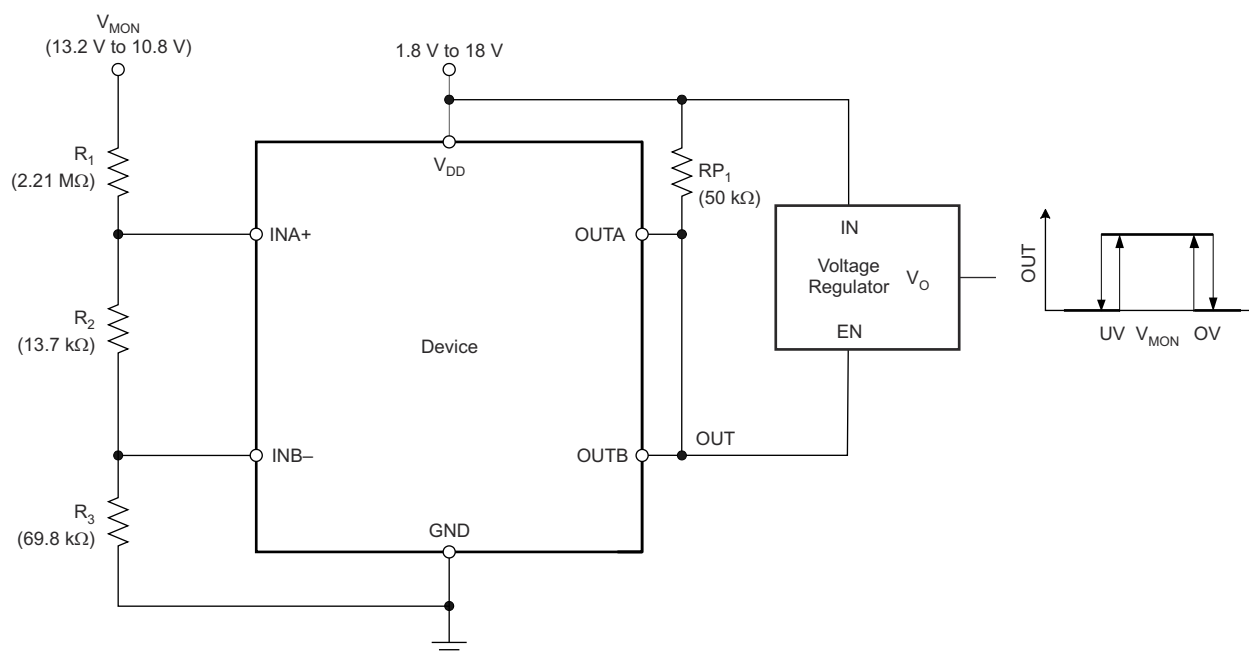 V_MON
(13.2 V to 10.8 V)
1.8 V to 18 V
R_1
(2.21 MΩ)
V_DD
RP_1
(50 kΩ)
INA+
OUTA
IN
Voltage
Regulator V_O
EN
OUT
UV V_MON OV
R_2
(13.7 kΩ)
Device
INB–
OUTB
OUT
R_3
(69.8 kΩ)
GND